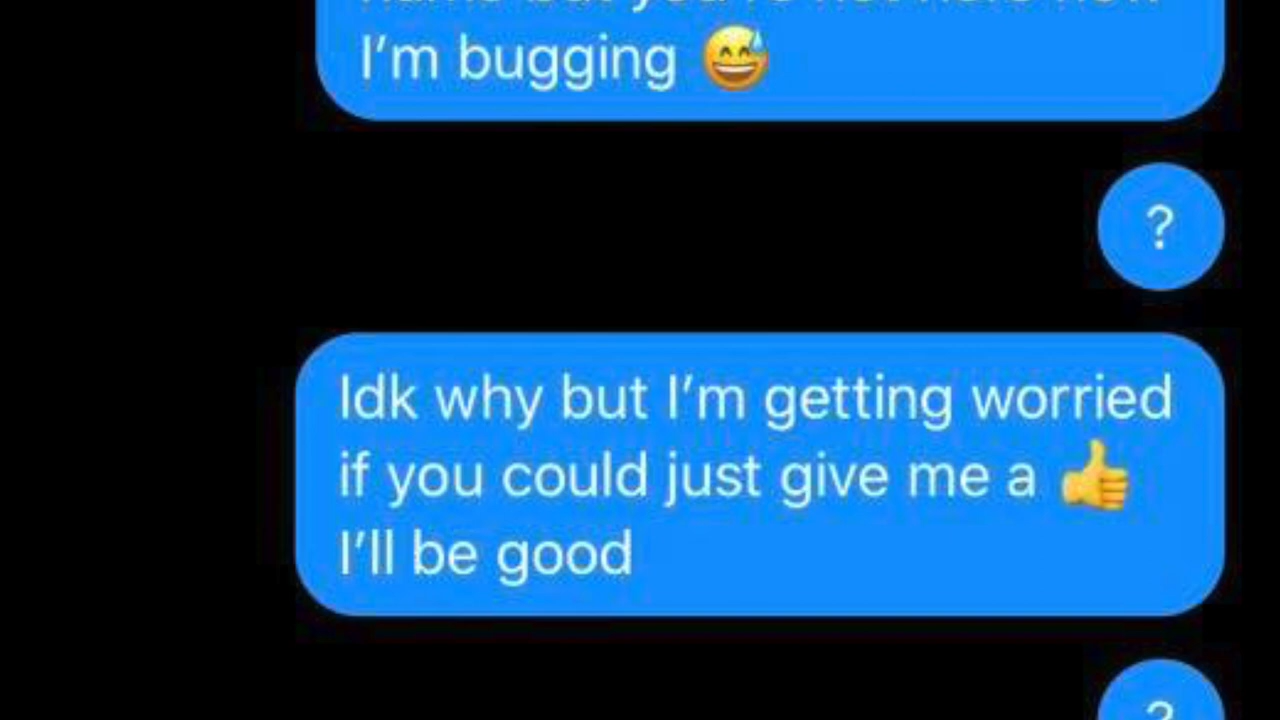 I'm bugging 😅
?
Idk why but I'm getting worried
if you could just give me a 👍
I'll be good
?